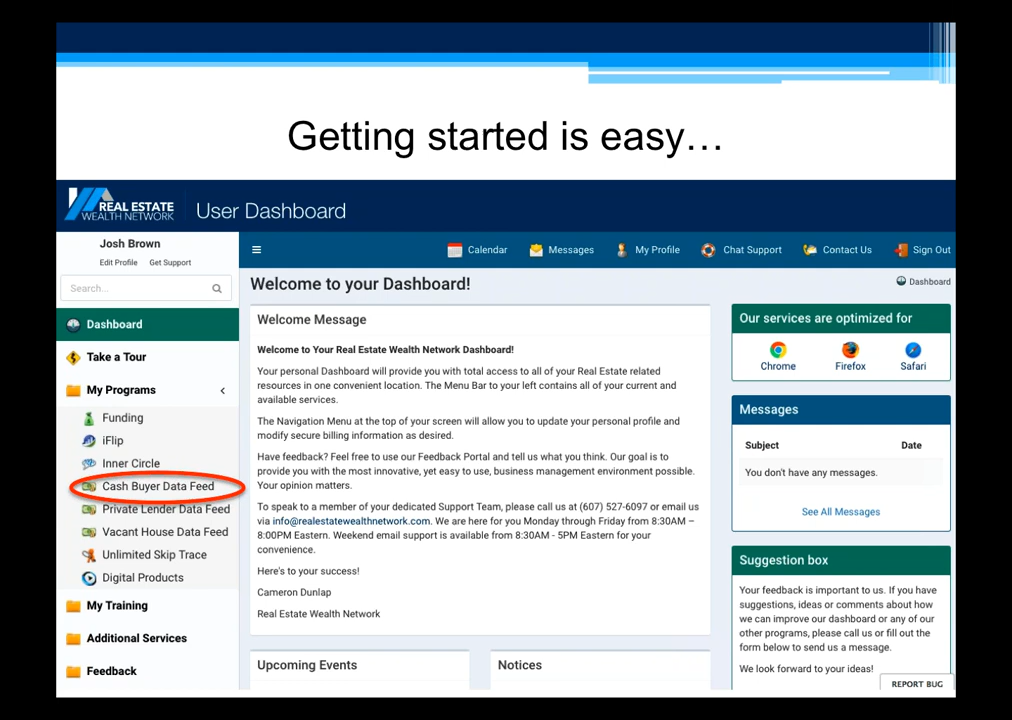 Getting started is easy…
REAL ESTATE
WEALTH NETWORK
User Dashboard
Josh Brown
Edit Profile Get Support
Search...
Dashboard
Take a Tour
My Programs
Funding
iFlip
Inner Circle
Cash Buyer Data Feed
Private Lender Data Feed
Vacant House Data Feed
Unlimited Skip Trace
Digital Products
My Training
Additional Services
Feedback
Calendar Messages My Profile Chat Support Contact Us Sign Out
Welcome to your Dashboard!
Dashboard
Welcome Message
Welcome to Your Real Estate Wealth Network Dashboard!
Your personal Dashboard will provide you with total access to all of your Real Estate related
resources in one convenient location. The Menu Bar to your left contains all of your current and
available services.
The Navigation Menu at the top of your screen will allow you to update your personal profile and
modify secure billing information as desired.
Have feedback? Feel free to use our Feedback Portal and tell us what you think. Our goal is to
provide you with the most innovative, yet easy to use, business management environment possible.
Your opinion matters.
To speak to a member of your dedicated Support Team, please call us at (607) 527-6097 or email us
via info@realestatewealthnetwork.com. We are here for you Monday through Friday from 8:30AM –
8:00PM Eastern. Weekend email support is available from 8:30AM - 5PM Eastern for your
convenience.
Here's to your success!
Cameron Dunlap
Real Estate Wealth Network
Upcoming Events
Notices
Our services are optimized for
Chrome Firefox Safari
Messages
Subject Date
You don't have any messages.
See All Messages
Suggestion box
Your feedback is important to us. If you have
suggestions, ideas or comments about how
we can improve our dashboard or any of our
other programs, please call us or fill out the
form below to send us a message.
We look forward to your ideas!
REPORT BUG